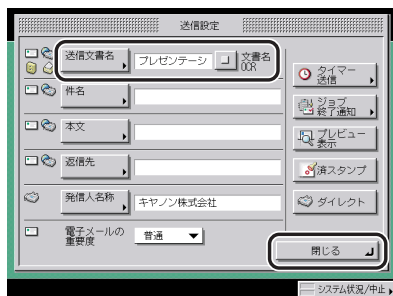 送信設定
送信文書名
プレゼンテーシ
文書名
OCR
タイマー
送信
件名
ジョブ
終了通知
本文
プレビュー
表示
返信先
済スタンプ
発信人名称
キヤノン株式会社
ダイレクト
電子メールの
重要度
普通
閉じる
システム状況/中止